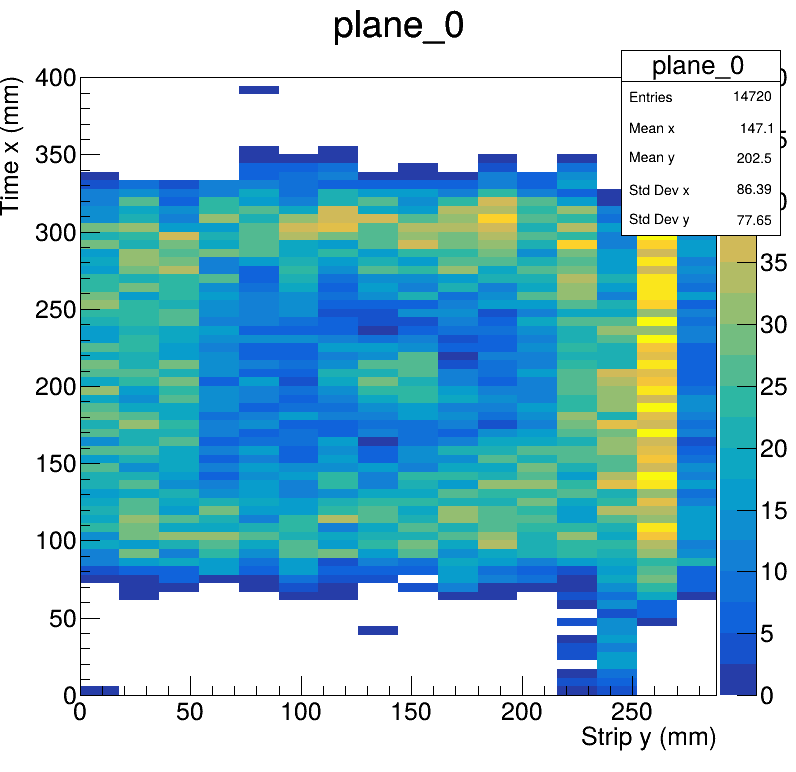 plane_0
plane_0
Entries 14720
Mean x 147.1
Mean y 202.5
Std Dev x 86.39
Std Dev y 77.65
Time x (mm)
400
350
300
250
200
150
100
50
0
0 50 100 150 200 250
Strip y (mm)
35
30
25
20
15
10
5
0